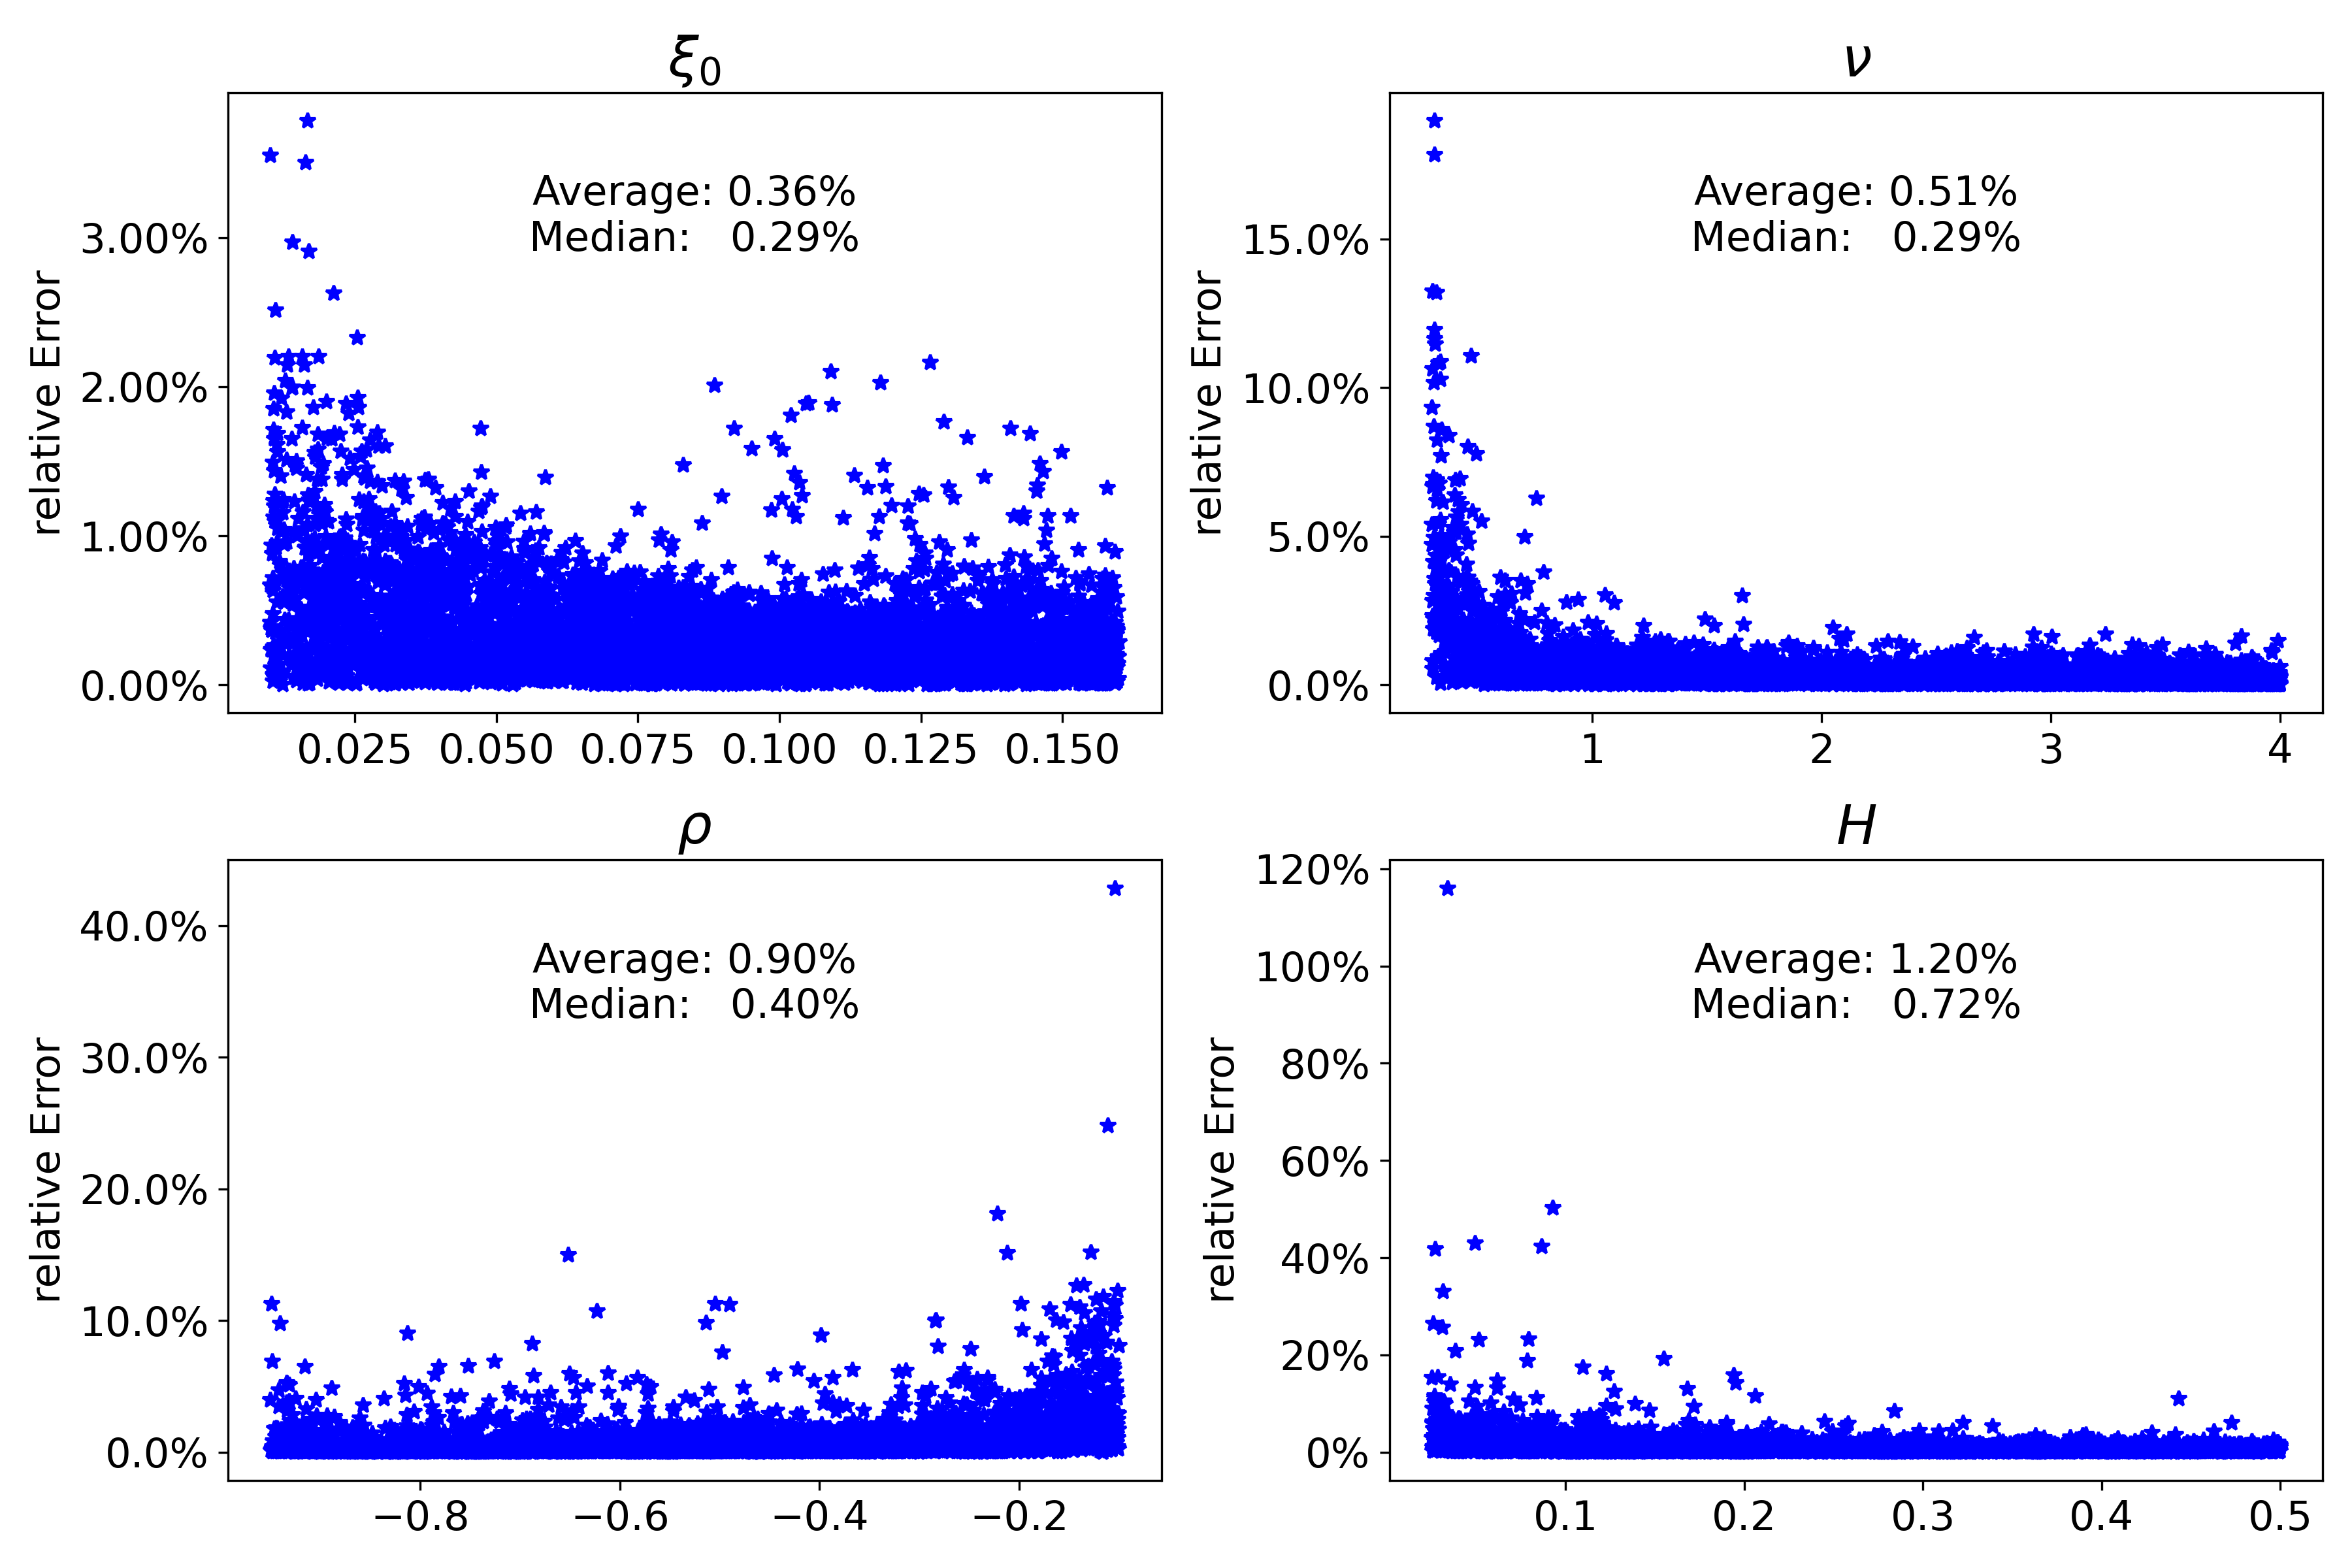 ξ₀
relative Error
3.00%
2.00%
1.00%
0.00%
Average: 0.36%
Median: 0.29%
0.025 0.050 0.075 0.100 0.125 0.150
ν
relative Error
15.0%
10.0%
5.0%
0.0%
Average: 0.51%
Median: 0.29%
1 2 3 4
ρ
relative Error
40.0%
30.0%
20.0%
10.0%
0.0%
Average: 0.90%
Median: 0.40%
−0.8 −0.6 −0.4 −0.2
H
relative Error
120%
100%
80%
60%
40%
20%
0%
Average: 1.20%
Median: 0.72%
0.1 0.2 0.3 0.4 0.5